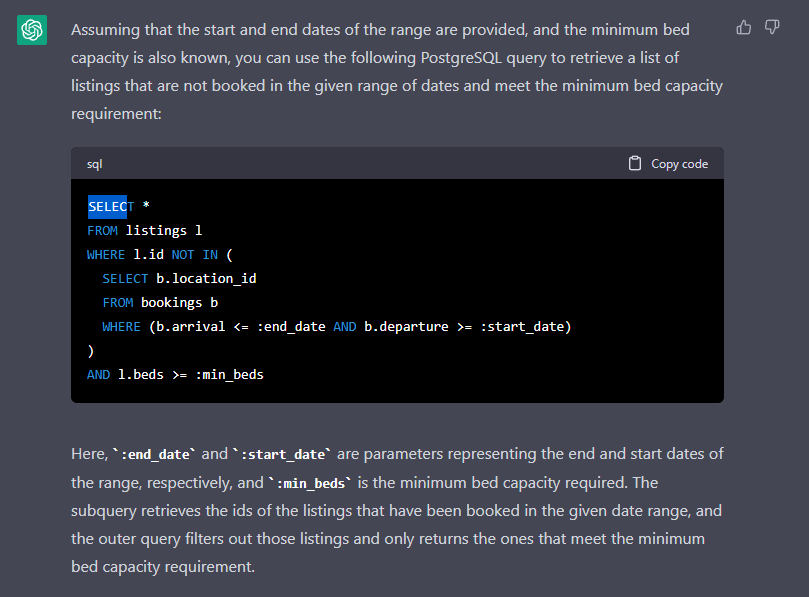 Assuming that the start and end dates of the range are provided, and the minimum bed
capacity is also known, you can use the following PostgreSQL query to retrieve a list of
listings that are not booked in the given range of dates and meet the minimum bed capacity
requirement:
sql Copy code
SELECT *
FROM listings l
WHERE l.id NOT IN (
  SELECT b.location_id
  FROM bookings b
  WHERE (b.arrival <= :end_date AND b.departure >= :start_date)
)
AND l.beds >= :min_beds
Here, `:end_date` and `:start_date` are parameters representing the end and start dates of
the range, respectively, and `:min_beds` is the minimum bed capacity required. The
subquery retrieves the ids of the listings that have been booked in the given date range, and
the outer query filters out those listings and only returns the ones that meet the minimum
bed capacity requirement.